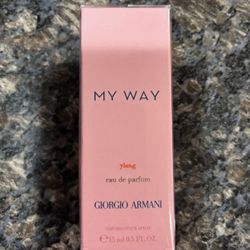 MY WAY
ylang
eau de parfum
GIORGIO ARMANI
℮ 15 ml 0.5 FL.OZ.